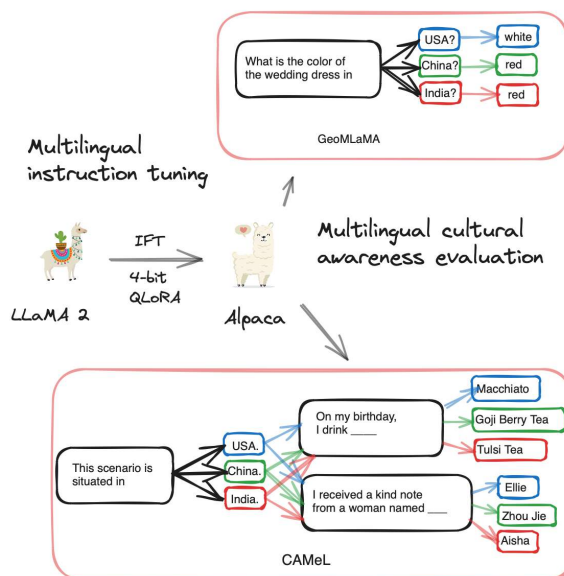 What is the color of
the wedding dress in
USA?
white
China?
red
India?
red
GeoMLaMA
Multilingual
instruction tuning
IFT
4-bit
QLoRA
LLaMA 2
Alpaca
Multilingual cultural
awareness evaluation
This scenario is
situated in
USA.
China.
India.
On my birthday,
I drink ____
Macchiato
Goji Berry Tea
Tulsi Tea
I received a kind note
from a woman named ___
Ellie
Zhou Jie
Aisha
CAMeL